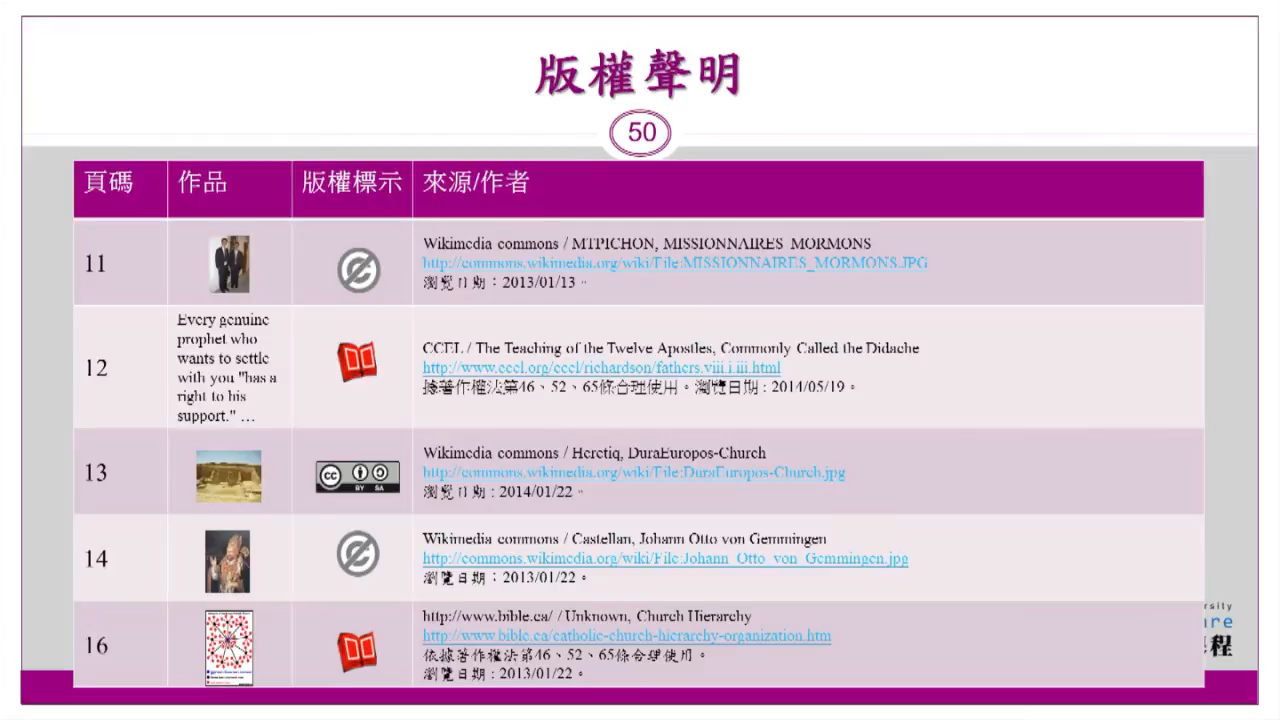 版權聲明
50
頁碼 作品 版權標示 來源/作者
11
Wikimedia commons / MTPICHON, MISSIONNAIRES MORMONS
http://commons.wikimedia.org/wiki/File:MISSIONNAIRES_MORMONS.JPG
瀏覽日期：2013/01/13。
12
Every genuine
prophet who
wants to settle
with you "has a
right to his
support." …
CCEL / The Teaching of the Twelve Apostles, Commonly Called the Didache
http://www.ccel.org/ccel/richardson/fathers.viii.i.iii.html
據著作權法第46、52、65條合理使用。瀏覽日期：2014/05/19。
13
CC
BY SA
Wikimedia commons / Heretiq, DuraEuropos-Church
http://commons.wikimedia.org/wiki/File:DuraEuropos-Church.jpg
瀏覽日期：2014/01/22。
14
Wikimedia commons / Castellan, Johann Otto von Gemmingen
http://commons.wikimedia.org/wiki/File:Johann_Otto_von_Gemmingen.jpg
瀏覽日期：2013/01/22。
16
http://www.bible.ca/ / Unknown, Church Hierarchy
http://www.bible.ca/catholic-church-hierarchy-organization.htm
依據著作權法第46、52、65條合理使用。
瀏覽日期：2013/01/22。
程